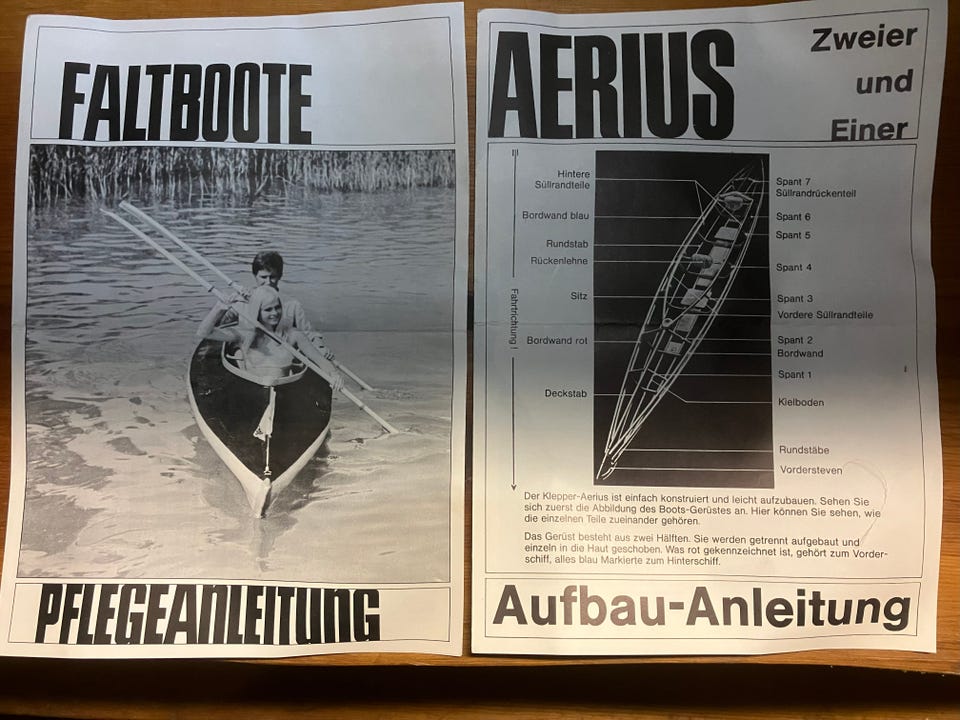 FALTBOOTE
PFLEGEANLEITUNG
AERIUS
Zweier
und
Einer
Hintere
Süllrandteile
Bordwand blau
Rundstab
Rückenlehne
Sitz
Bordwand rot
Deckstab
Fahrtrichtung!
Spant 7
Süllrandrückenteil
Spant 6
Spant 5
Spant 4
Spant 3
Vordere Süllrandteile
Spant 2
Bordwand
Spant 1
Kielboden
Rundstäbe
Vordersteven
Der Klepper-Aerius ist einfach konstruiert und leicht aufzubauen. Sehen Sie
sich zuerst die Abbildung des Boots-Gerüstes an. Hier können Sie sehen, wie
die einzelnen Teile zueinander gehören.
Das Gerüst besteht aus zwei Hälften. Sie werden getrennt aufgebaut und
einzeln in die Haut geschoben. Was rot gekennzeichnet ist, gehört zum Vorder-
schiff, alles blau Markierte zum Hinterschiff.
Aufbau-Anleitung